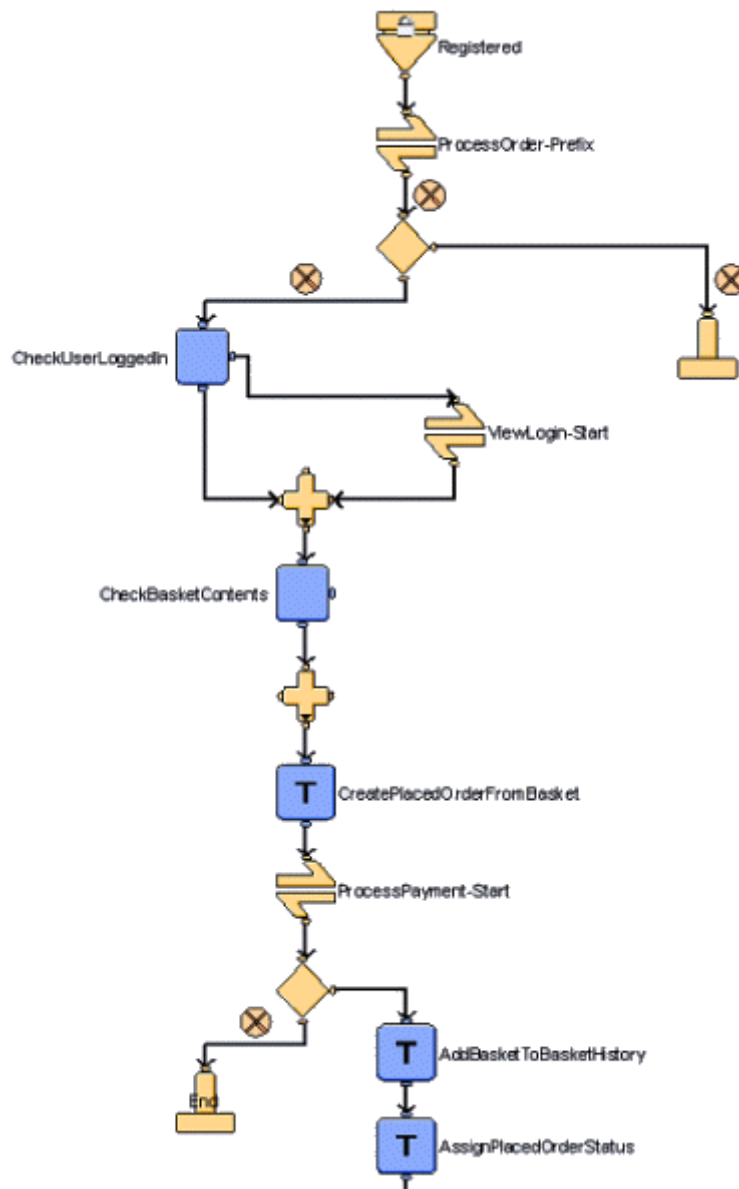 Registered
ProcessOrder-Prefix
CheckUserLoggedIn
ViewLogin-Start
CheckBasketContents
T
CreatePlacedOrderFromBasket
ProcessPayment-Start
T
AddBasketToBasketHistory
End
T
AssignPlacedOrderStatus